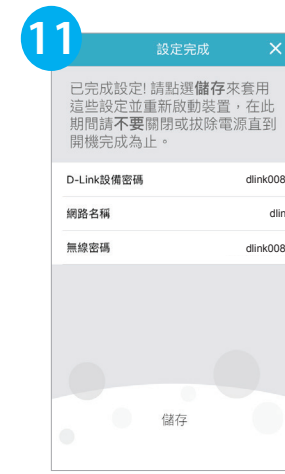 11
設定完成
已完成設定! 請點選儲存來套用
這些設定並重新啟動裝置，在此
期間請不要關閉或拔除電源直到
開機完成為止。
D-Link設備密碼 dlink008
網路名稱 dlin
無線密碼 dlink008
儲存